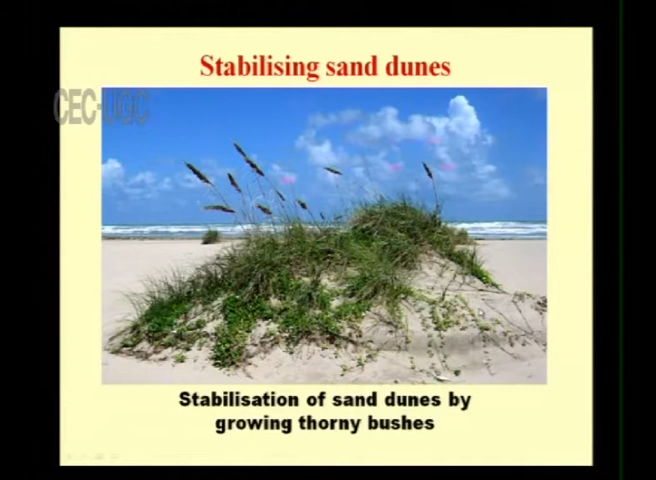 Stabilising sand dunes
CEC-UGC
Stabilisation of sand dunes by
growing thorny bushes